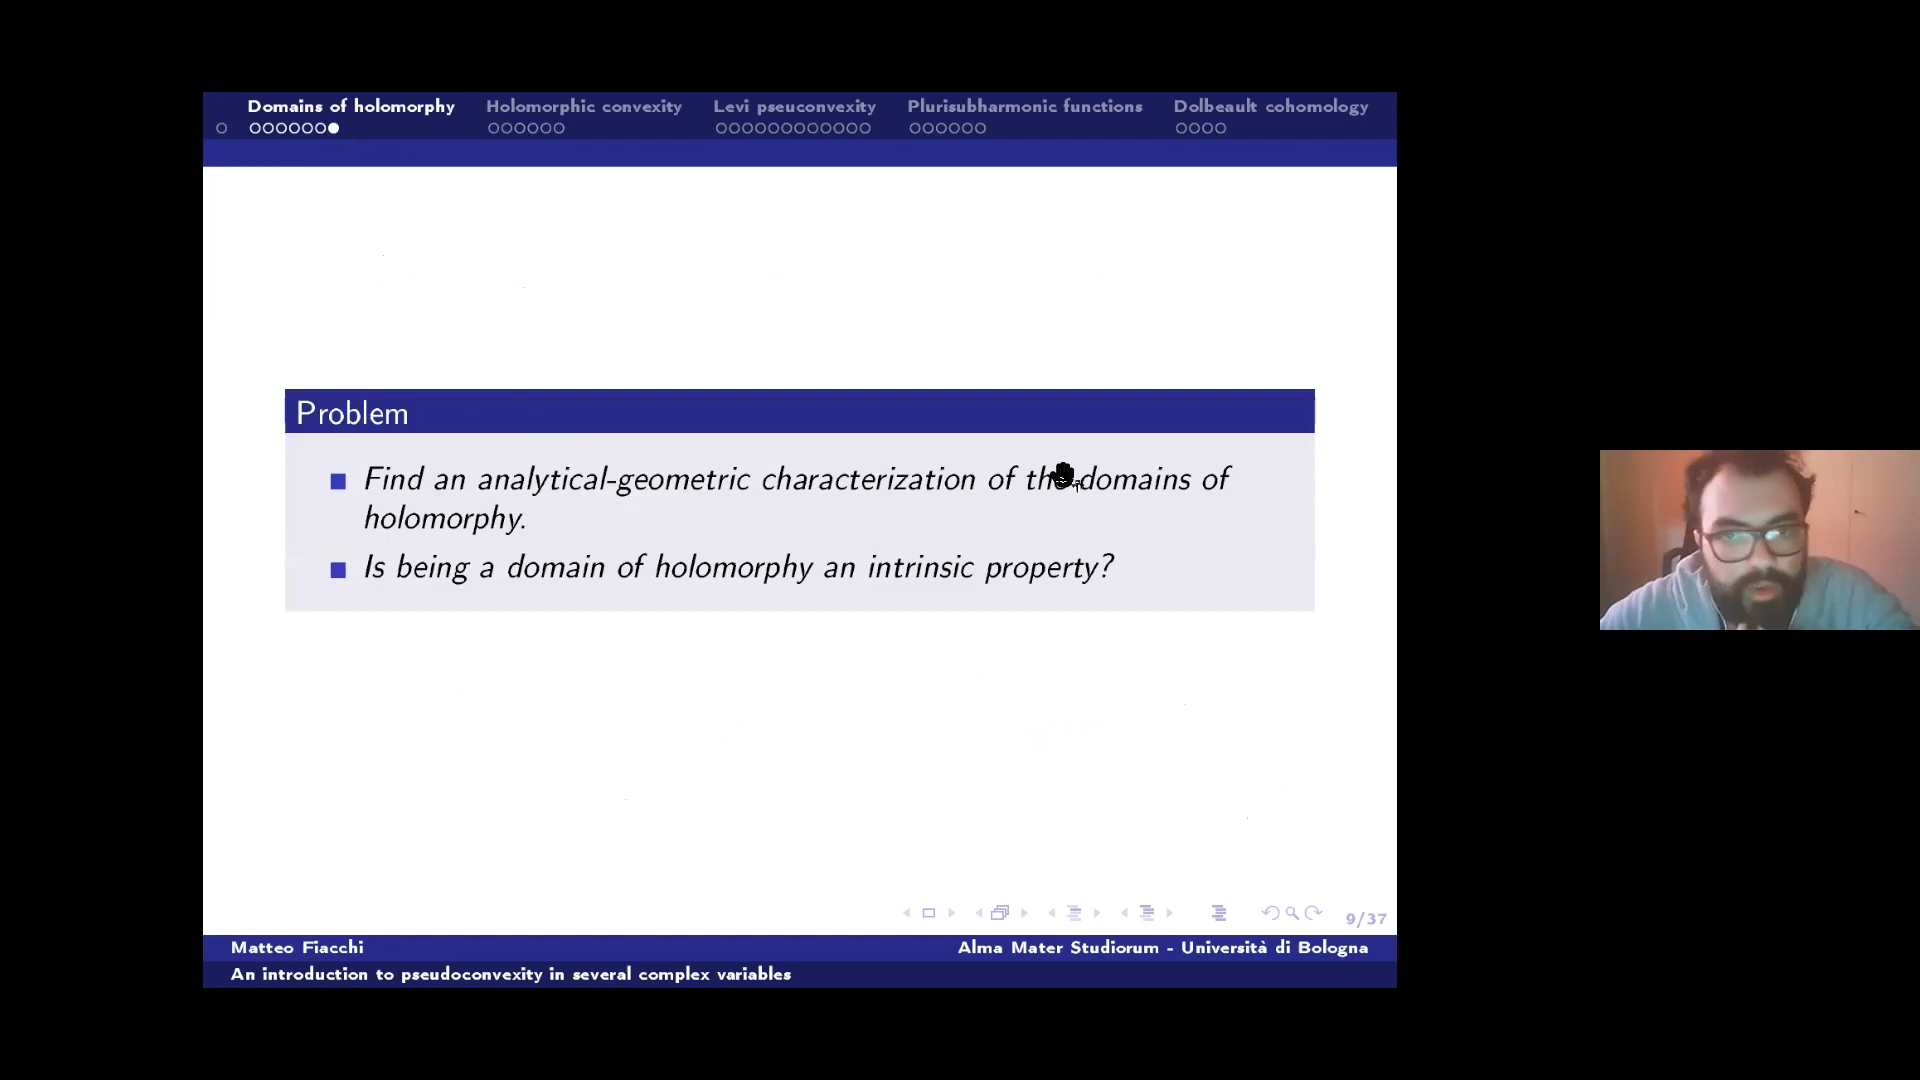 Domains of holomorphy Holomorphic convexity Levi pseuconvexity Plurisubharmonic functions Dolbeault cohomology
Problem
Find an analytical-geometric characterization of the domains of
holomorphy.
Is being a domain of holomorphy an intrinsic property?
9/37
Matteo Fiacchi Alma Mater Studiorum - Università di Bologna
An introduction to pseudoconvexity in several complex variables